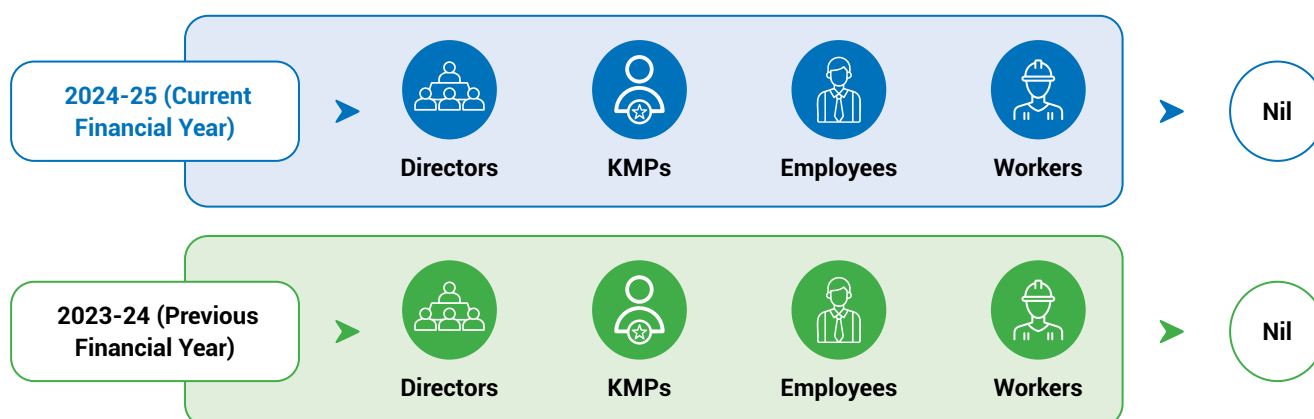 2024-25 (Current
Financial Year)
Directors
KMPs
Employees
Workers
Nil
2023-24 (Previous
Financial Year)
Directors
KMPs
Employees
Workers
Nil